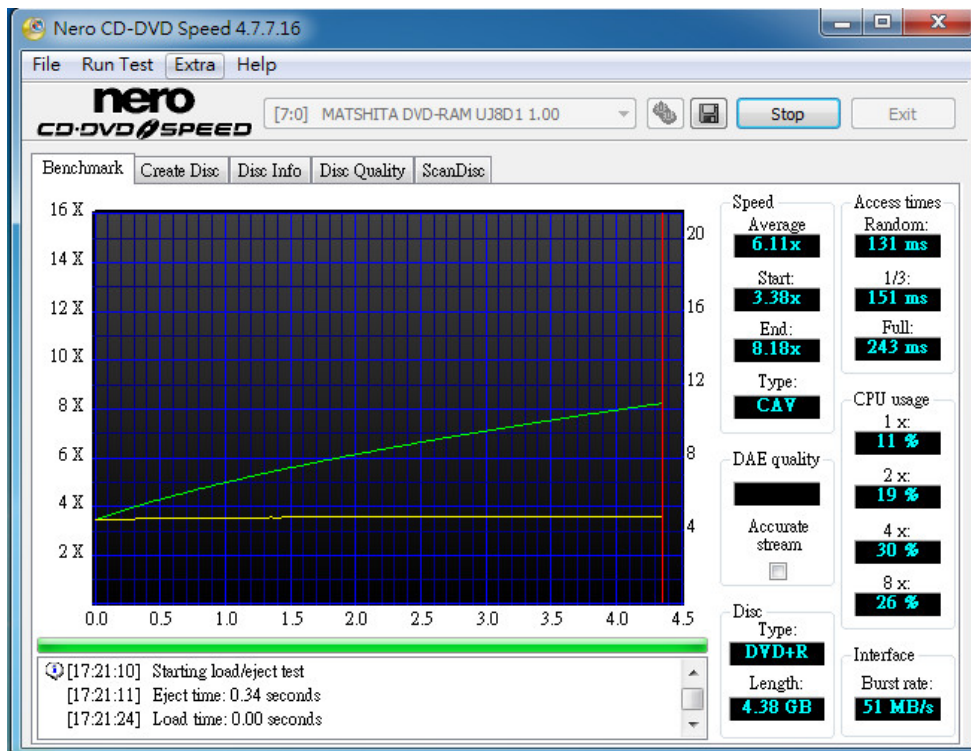 Nero CD-DVD Speed 4.7.7.16
File Run Test Extra Help
nero
CD·DVD SPEED
[7:0] MATSHITA DVD-RAM UJ8D1 1.00
Stop
Exit
Benchmark Create Disc Disc Info Disc Quality ScanDisc
16 X
14 X
12 X
10 X
8 X
6 X
4 X
2 X
20
16
12
8
4
0.0 0.5 1.0 1.5 2.0 2.5 3.0 3.5 4.0 4.5
Speed
Average
6.11x
Start:
3.38x
End:
8.18x
Type:
CAV
DAE quality
Accurate
stream
Disc
Type:
DVD+R
Length:
4.38 GB
Access times
Random:
131 ms
1/3:
151 ms
Full:
243 ms
CPU usage
1 x:
11 %
2 x:
19 %
4 x:
30 %
8 x:
26 %
Interface
Burst rate:
51 MB/s
[17:21:10] Starting load/eject test
[17:21:11] Eject time: 0.34 seconds
[17:21:24] Load time: 0.00 seconds